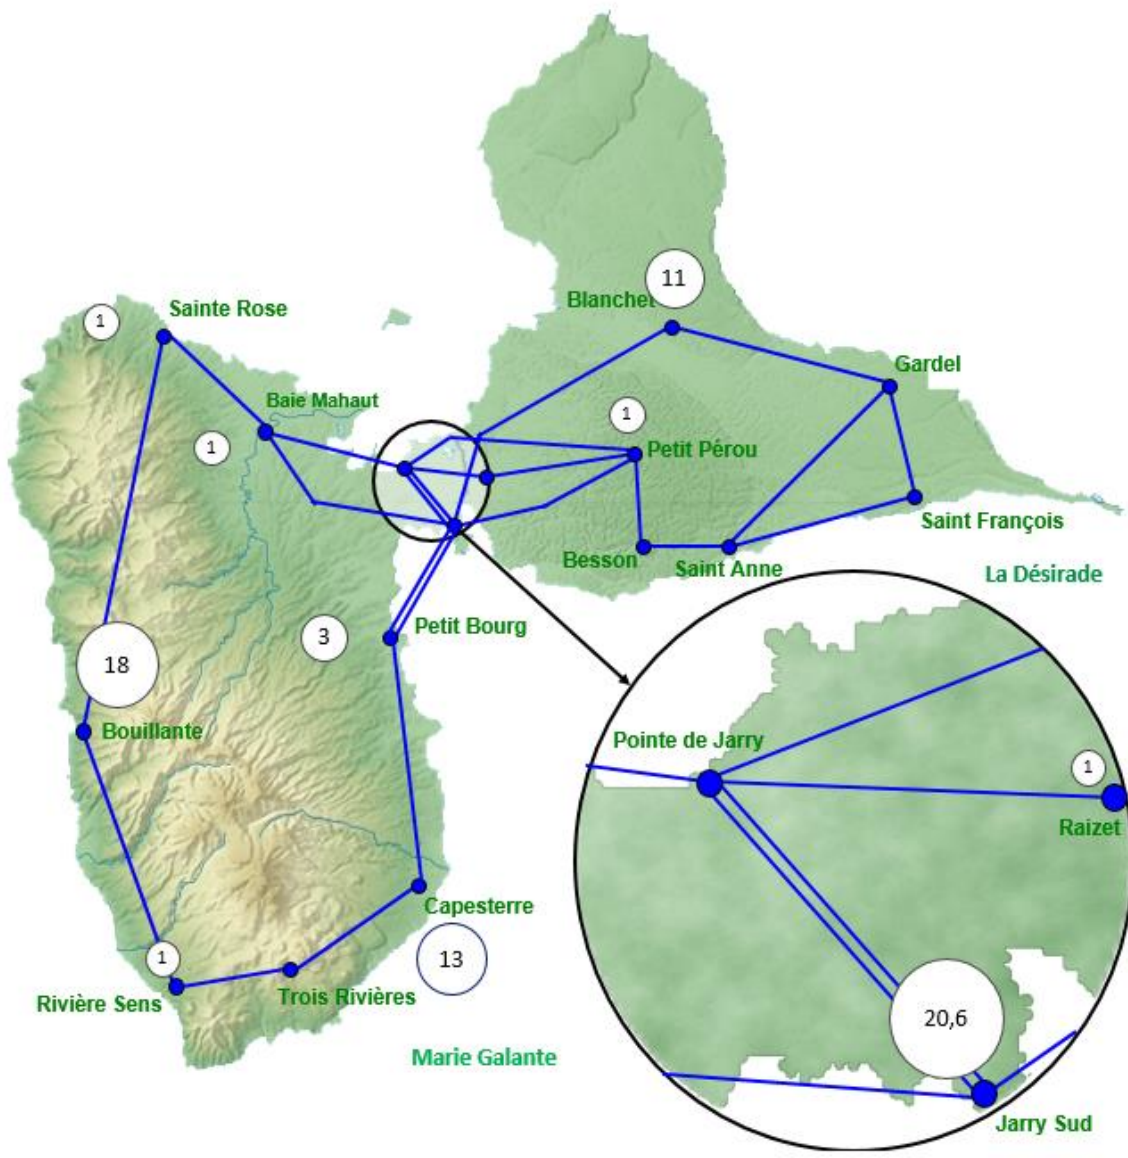 11
Blanchet
Sainte Rose
1
Gardel
Baie Mahaut
1
1
Petit Pérou
Saint François
Besson
Saint Anne
La Désirade
Petit Bourg
3
18
Bouillante
Pointe de Jarry
1
Raizet
Capesterre
13
1
Rivière Sens
Trois Rivières
20,6
Marie Galante
Jarry Sud